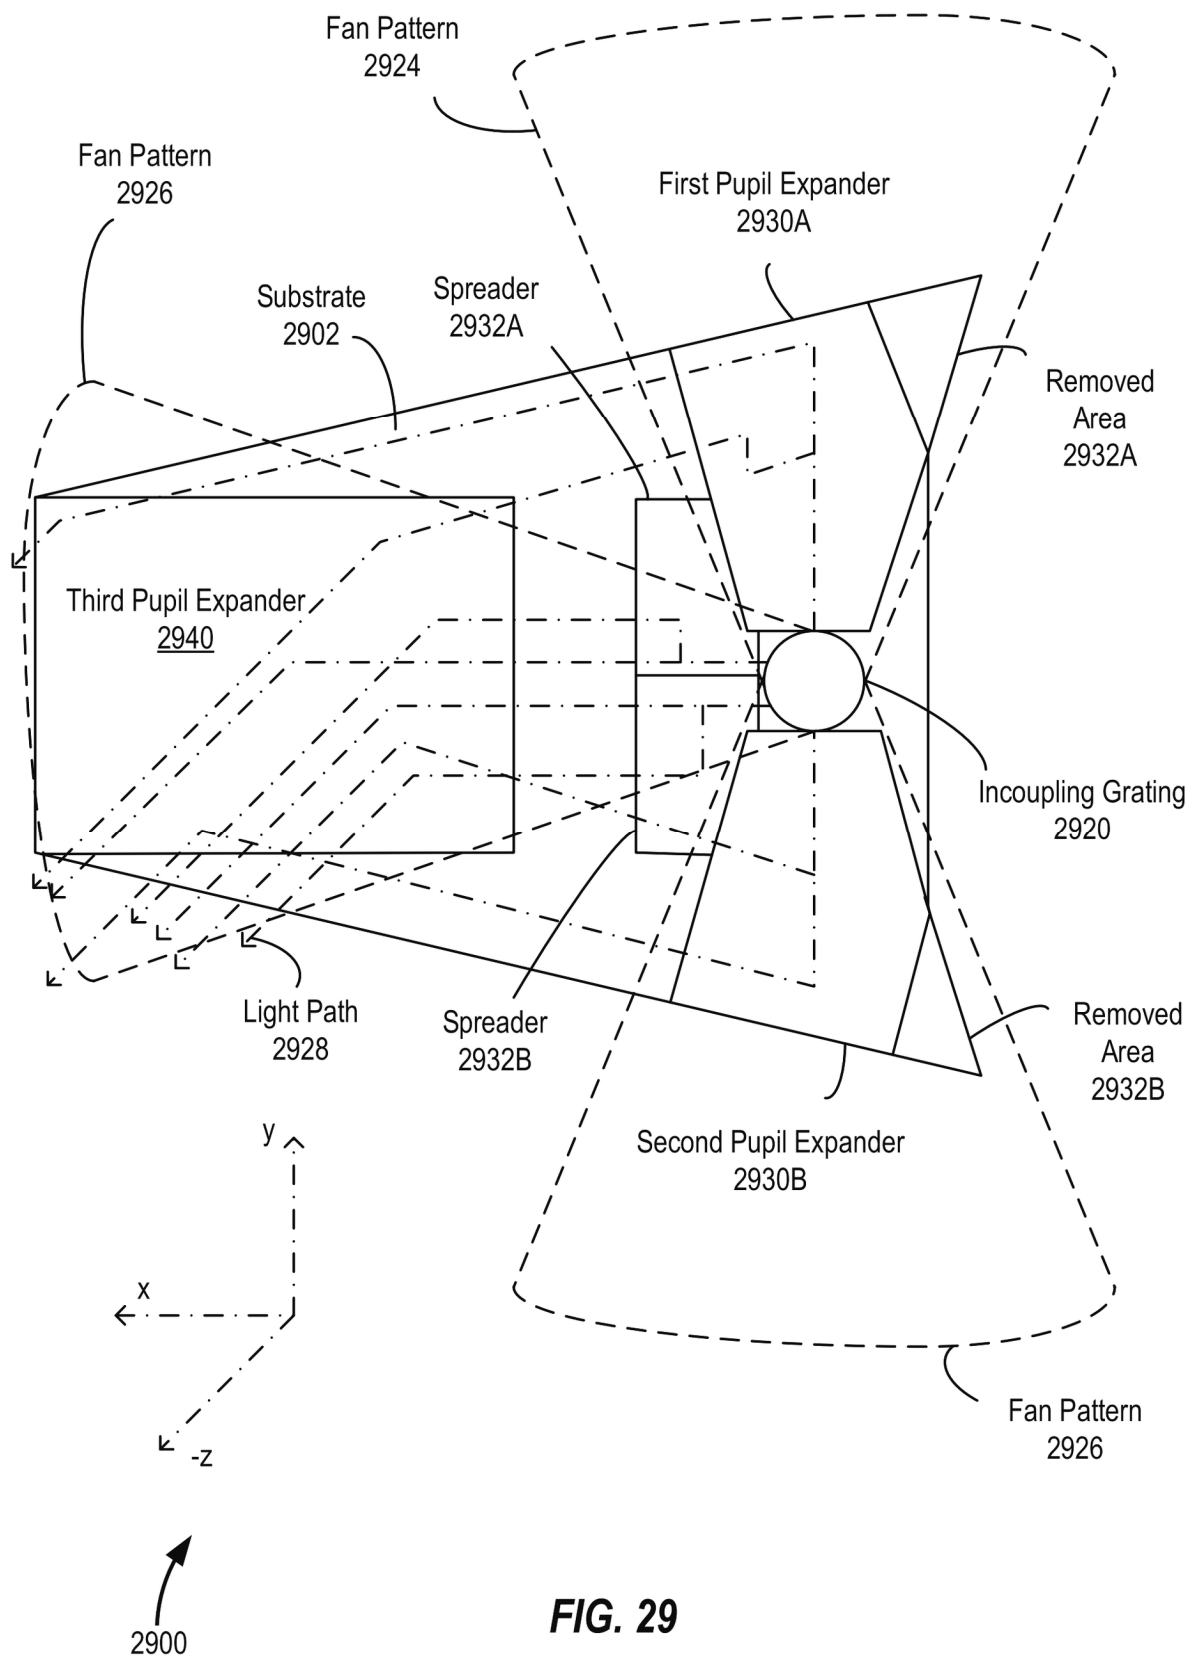 Fan Pattern
2924
Fan Pattern
2926
First Pupil Expander
2930A
Substrate
2902
Spreader
2932A
Removed
Area
2932A
Third Pupil Expander
2940
Incoupling Grating
2920
Light Path
2928
Spreader
2932B
Removed
Area
2932B
Second Pupil Expander
2930B
y
x
-z
Fan Pattern
2926
2900
FIG. 29